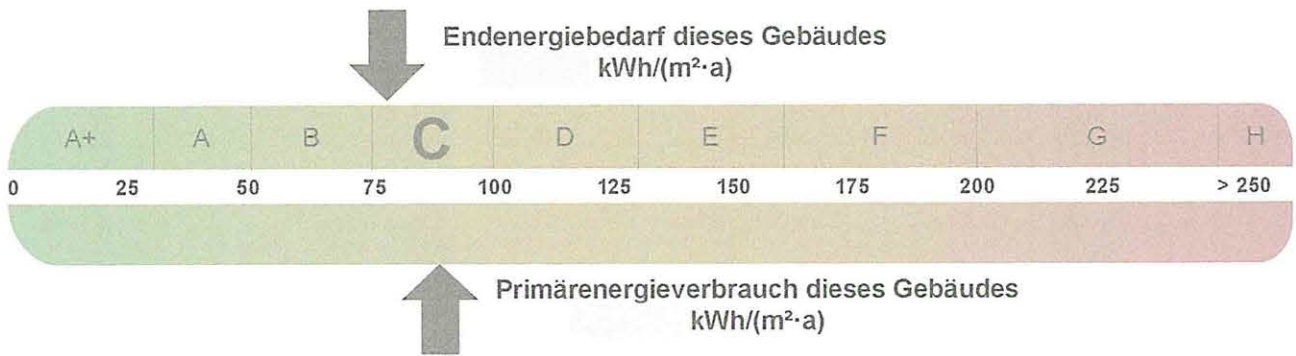 Endenergiebedarf dieses Gebäudes
kWh/(m²·a)
A+ A B C D E F G H
0 25 50 75 100 125 150 175 200 225 > 250
Primärenergieverbrauch dieses Gebäudes
kWh/(m²·a)